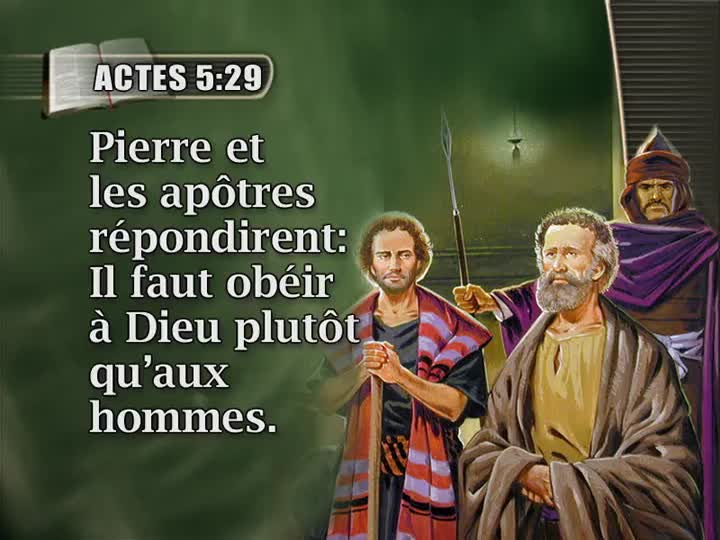 ACTES 5:29
Pierre et
les apôtres
répondirent:
Il faut obéir
à Dieu plutôt
qu’aux
hommes.